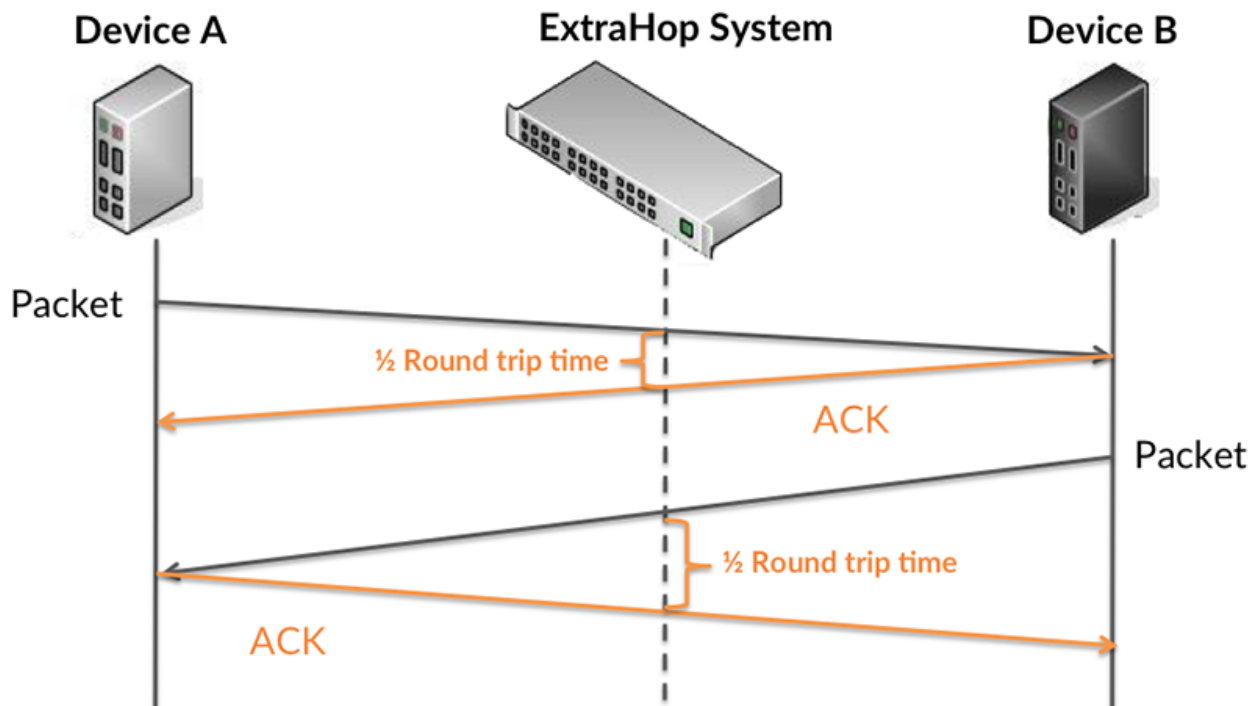 Device A
ExtraHop System
Device B
Packet
½ Round trip time
ACK
Packet
½ Round trip time
ACK